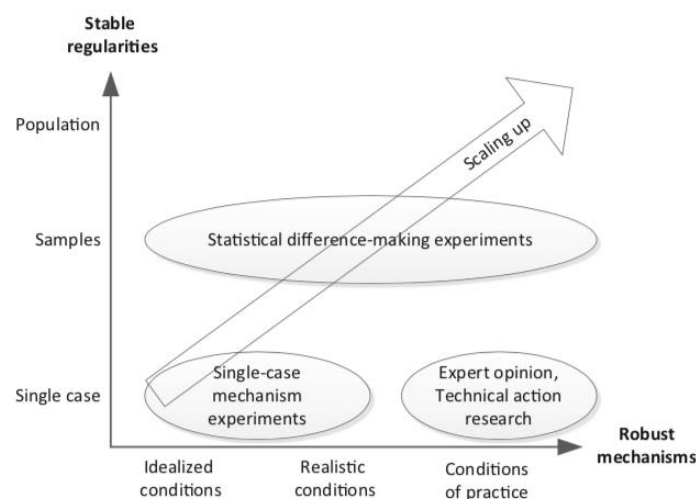 Stable
regularities
Population
Scaling up
Samples
Statistical difference-making experiments
Single case
Single-case
mechanism
experiments
Expert opinion,
Technical action
research
Robust
mechanisms
Idealized
conditions
Realistic
conditions
Conditions
of practice